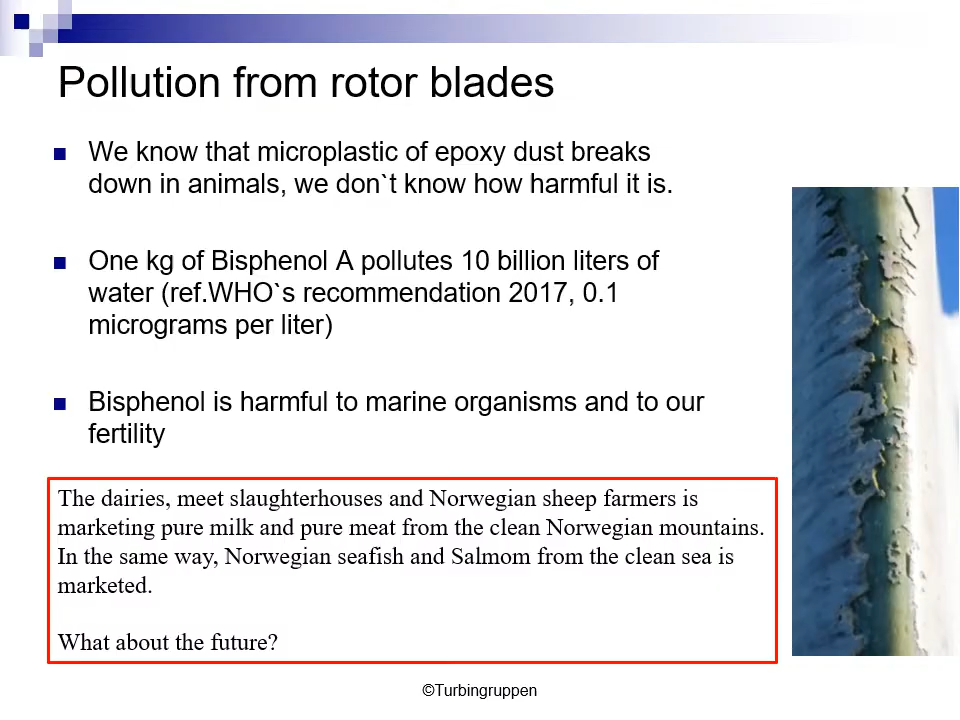 Pollution from rotor blades
We know that microplastic of epoxy dust breaks
down in animals, we don`t know how harmful it is.
One kg of Bisphenol A pollutes 10 billion liters of
water (ref.WHO`s recommendation 2017, 0.1
micrograms per liter)
Bisphenol is harmful to marine organisms and to our
fertility
The dairies, meet slaughterhouses and Norwegian sheep farmers is
marketing pure milk and pure meat from the clean Norwegian mountains.
In the same way, Norwegian seafish and Salmom from the clean sea is
marketed.
What about the future?
©Turbingruppen